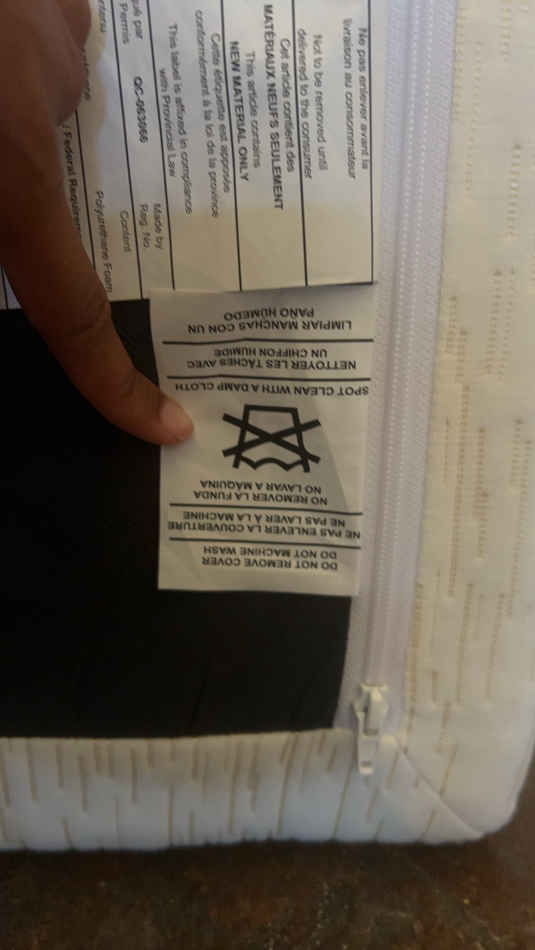 Ne pas enlever avant la
livraison au consommateur
Not to be removed until
delivered to the consumer
Cet article contient des
MATÉRIAUX NEUFS SEULEMENT
This article contains
NEW MATERIAL ONLY
Cette étiquette est apposée
conformément à la loi de la province
This label is affixed in compliance
with Provincial Law
par
Made by
Permis QC-063066 Reg. No.
Content
Polyurethane Foam
/ Federal
DO NOT REMOVE COVER
DO NOT MACHINE WASH
NE PAS ENLEVER LA COUVERTURE
NE PAS LAVER À LA MACHINE
NO REMOVER LA FUNDA
NO LAVAR A MÁQUINA
SPOT CLEAN WITH A DAMP CLOTH
NETTOYER LES TÂCHES AVEC
UN CHIFFON HUMIDE
LIMPIAR MANCHAS CON UN
PAÑO HÚMEDO